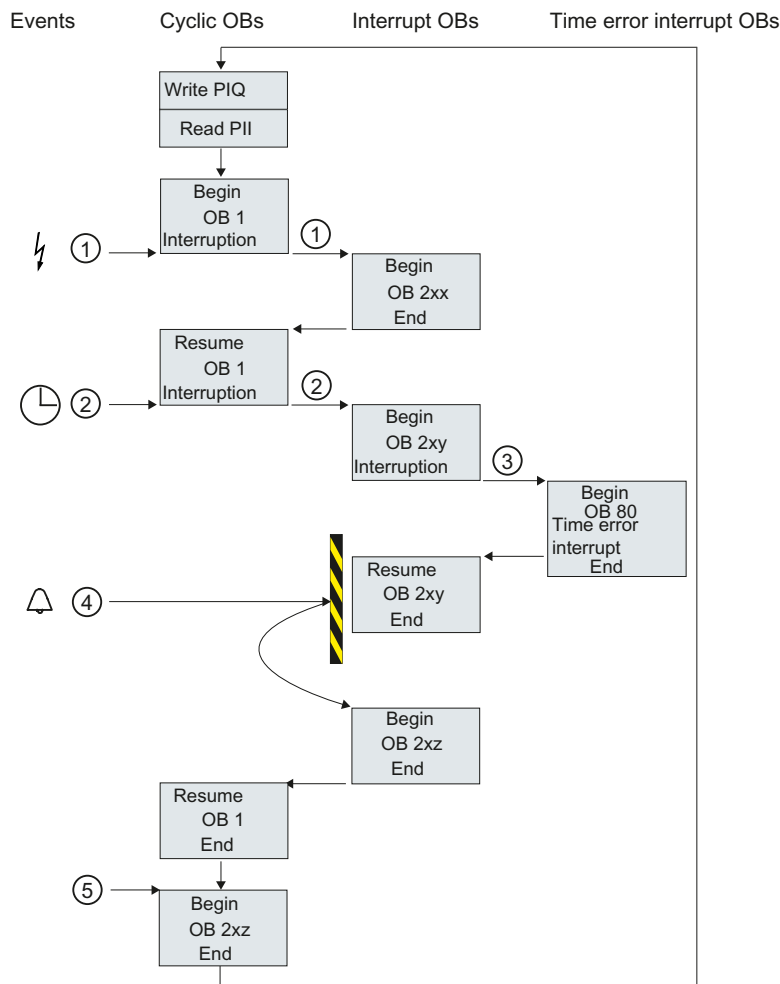 Events Cyclic OBs Interrupt OBs Time error interrupt OBs
Write PIQ
Read PII
Begin
OB 1
Interruption
1
1
Begin
OB 2xx
End
Resume
OB 1
Interruption
2
2
Begin
OB 2xy
Interruption
3
Begin
OB 80
Time error
interrupt
End
Resume
OB 2xy
End
4
Begin
OB 2xz
End
Resume
OB 1
End
5
Begin
OB 2xz
End